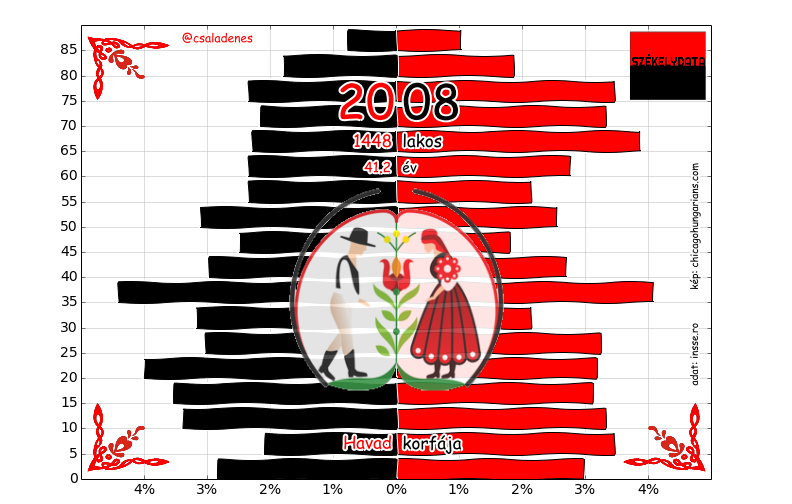 @csaladenes
SZÉKELYDATA
2008
1448 lakos
41,2 év
kép: chicagohungarians.com
adat: insse.ro
Havad korfája
85
80
75
70
65
60
55
50
45
40
35
30
25
20
15
10
5
0
4% 3% 2% 1% 0% 1% 2% 3% 4%